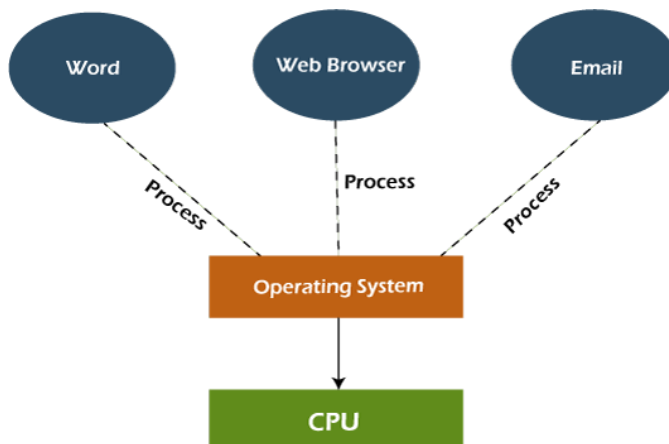 Word
Web Browser
Email
Process
Process
Process
Operating System
CPU